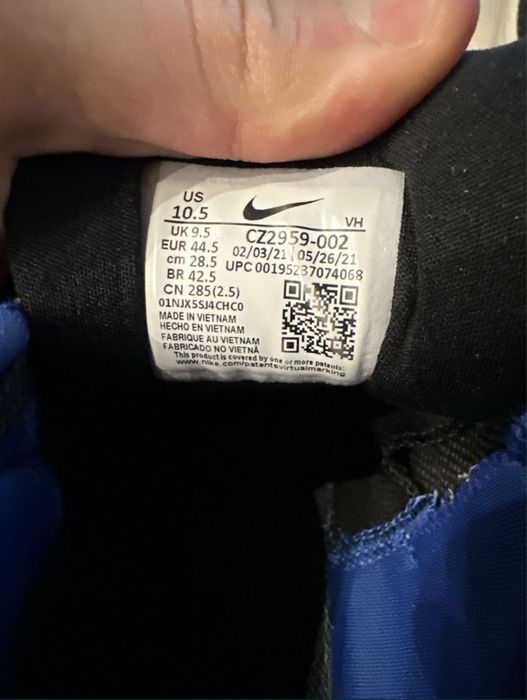 US
10.5
VH
UK 9.5
CZ2959-002
EUR 44.5
02/03/21 05/26/21
cm 28.5
UPC 00195237074068
BR 42.5
CN 285(2.5)
01NJX5SJ4CHC0
MADE IN VIETNAM
HECHO EN VIETNAM
FABRIQUE AU VIETNAM
FABRICADO NO VIETNÃ
This product is covered by one or more patents:
www.nike.com/patentsvirtualmarking